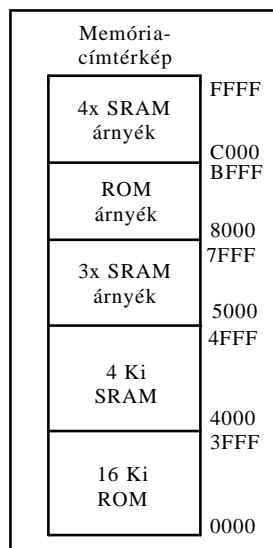 Memória-
címtérkép
FFFF
4x SRAM
árnyék
C000
BFFF
ROM
árnyék
8000
7FFF
3x SRAM
árnyék
5000
4FFF
4 Ki
SRAM
4000
3FFF
16 Ki
ROM
0000